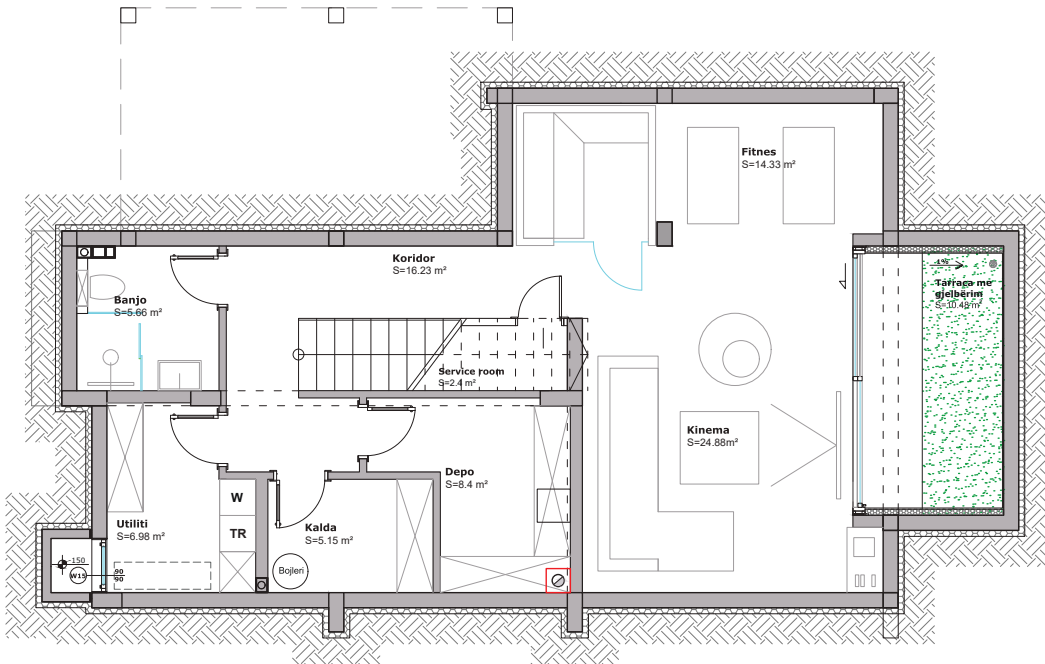 Fitnes
S=14.33 m²
Koridor
S=16.23 m²
-1%
Tarraca me
gjelbërim
S=10.48 m²
Banjo
S=5.66 m²
Service room
S=2.4 m²
Kinema
S=24.88m²
Depo
S=8.4 m²
W
Utiliti
S=6.98 m²
TR
Kalda
S=5.15 m²
-150
W15
90
90
Bojleri